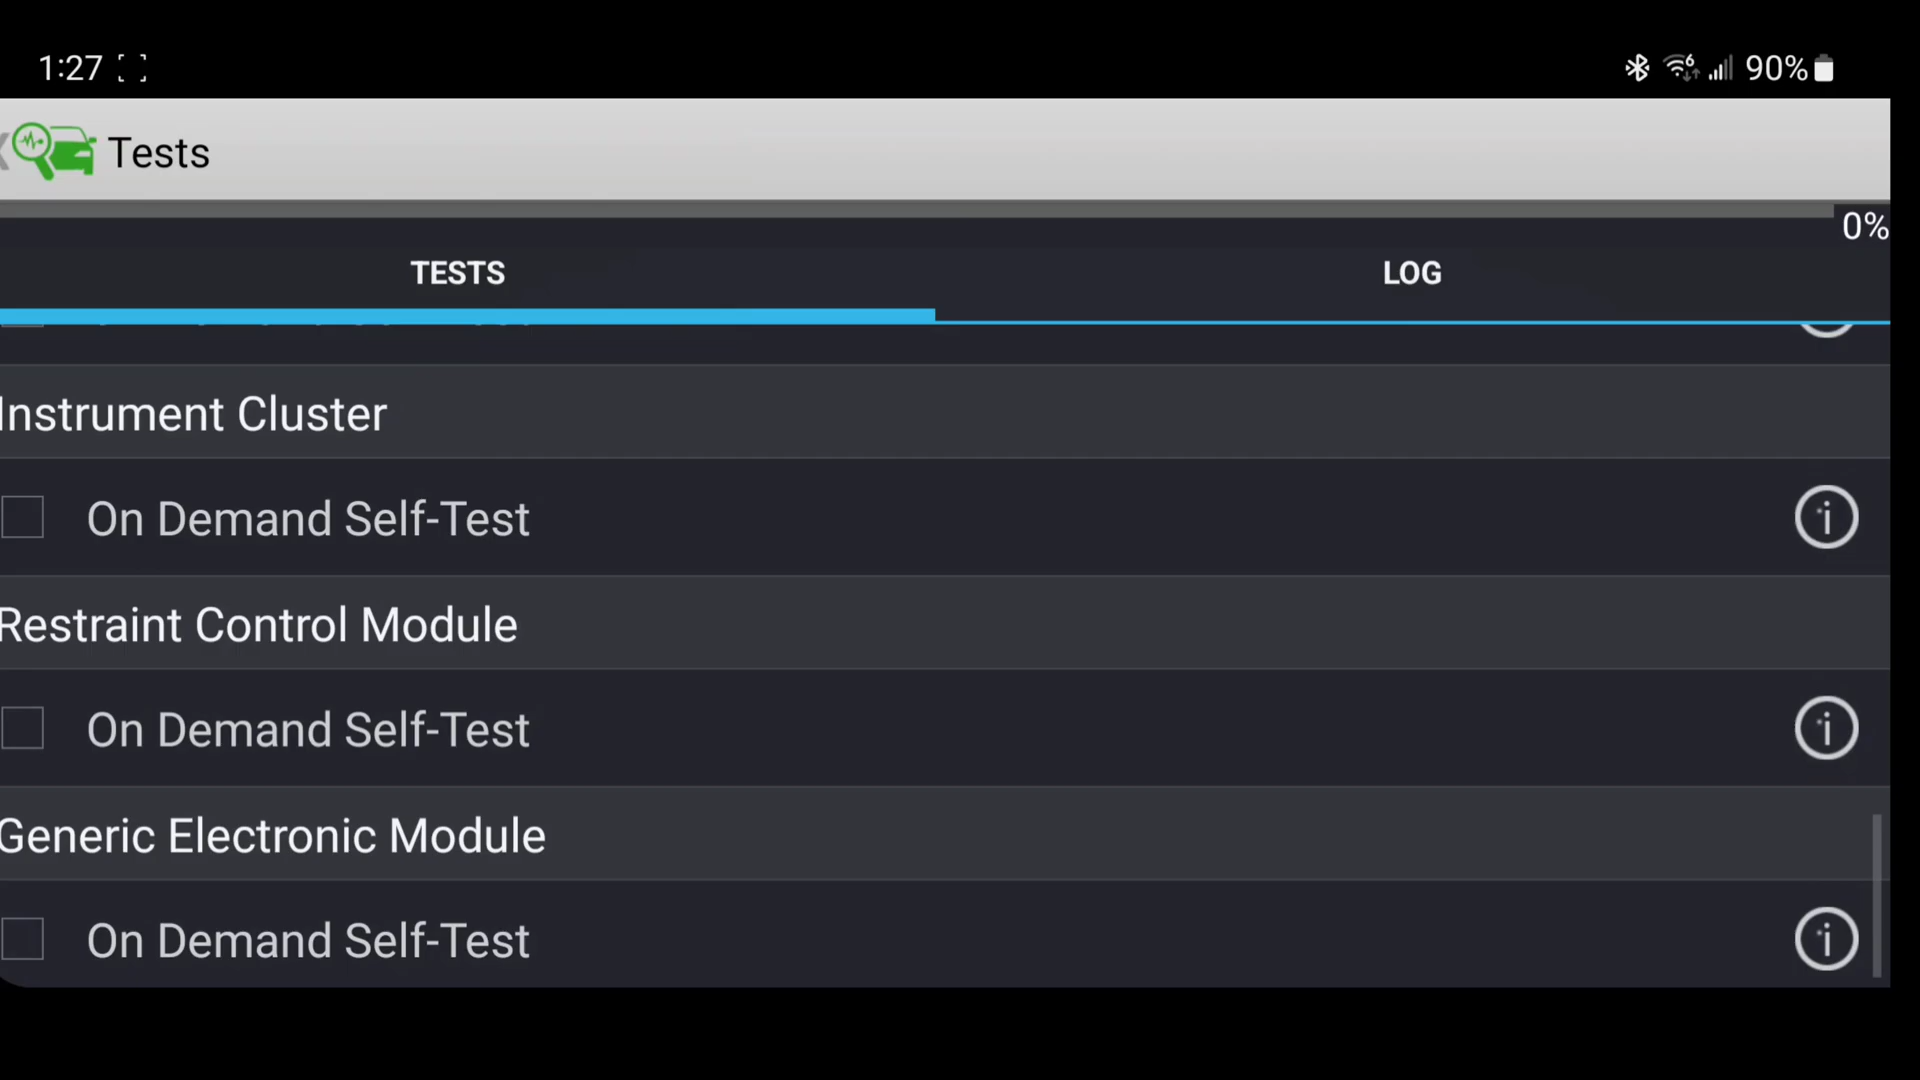 1:27
90%
Tests
0%
TESTS
LOG
Instrument Cluster
On Demand Self-Test
Restraint Control Module
On Demand Self-Test
Generic Electronic Module
On Demand Self-Test